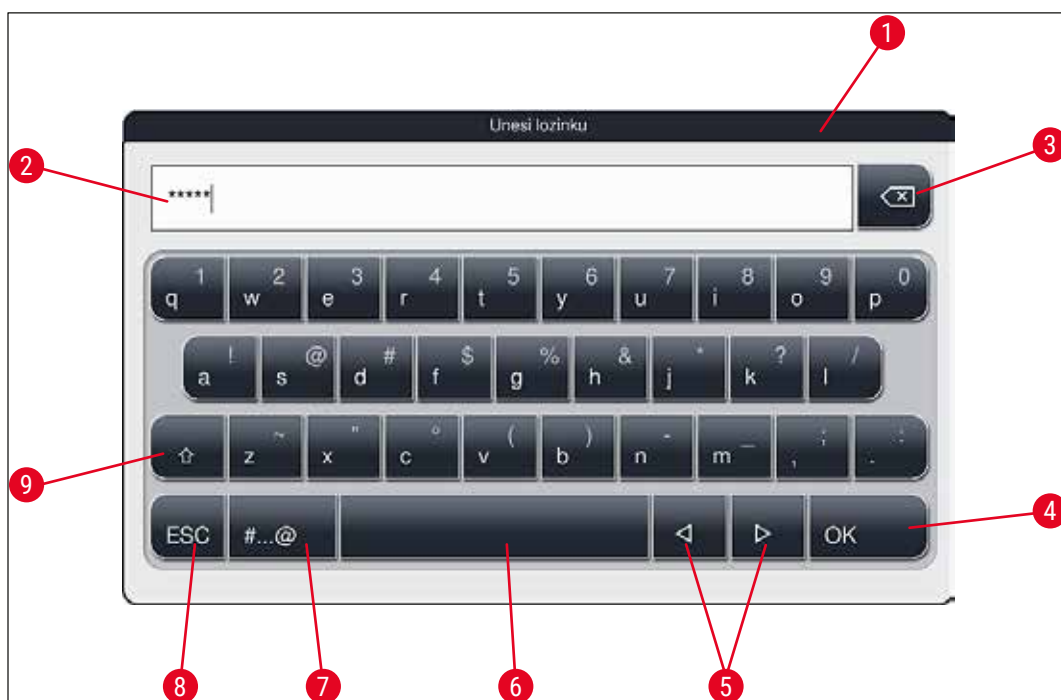 1
Unesi lozinku
2
*****
3
1 2 3 4 5 6 7 8 9 0
q w e r t y u i o p
! @ # $ % & * ? /
a s d f g h j k l
~ " ° ( ) - _ ; :
z x c v b n m , .
9
ESC #...@ OK
4
8 7 6 5